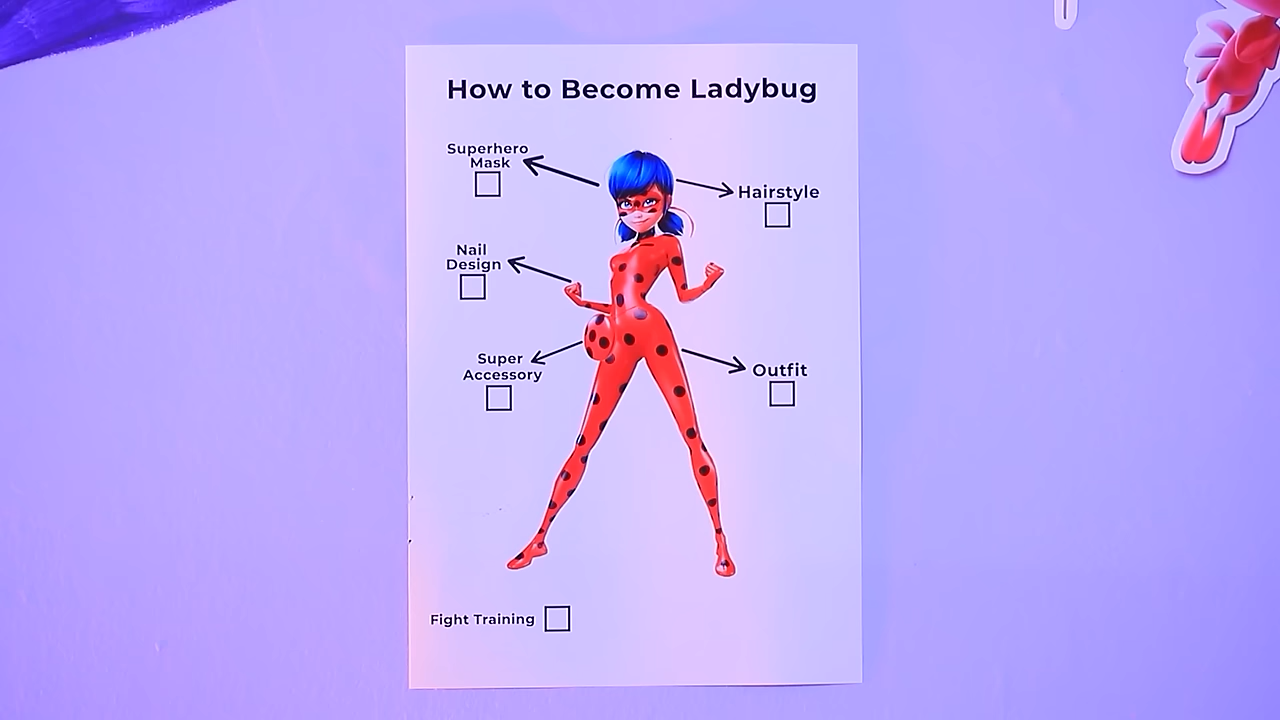 How to Become Ladybug
Superhero
Mask
Hairstyle
Nail
Design
Super
Accessory
Outfit
Fight Training